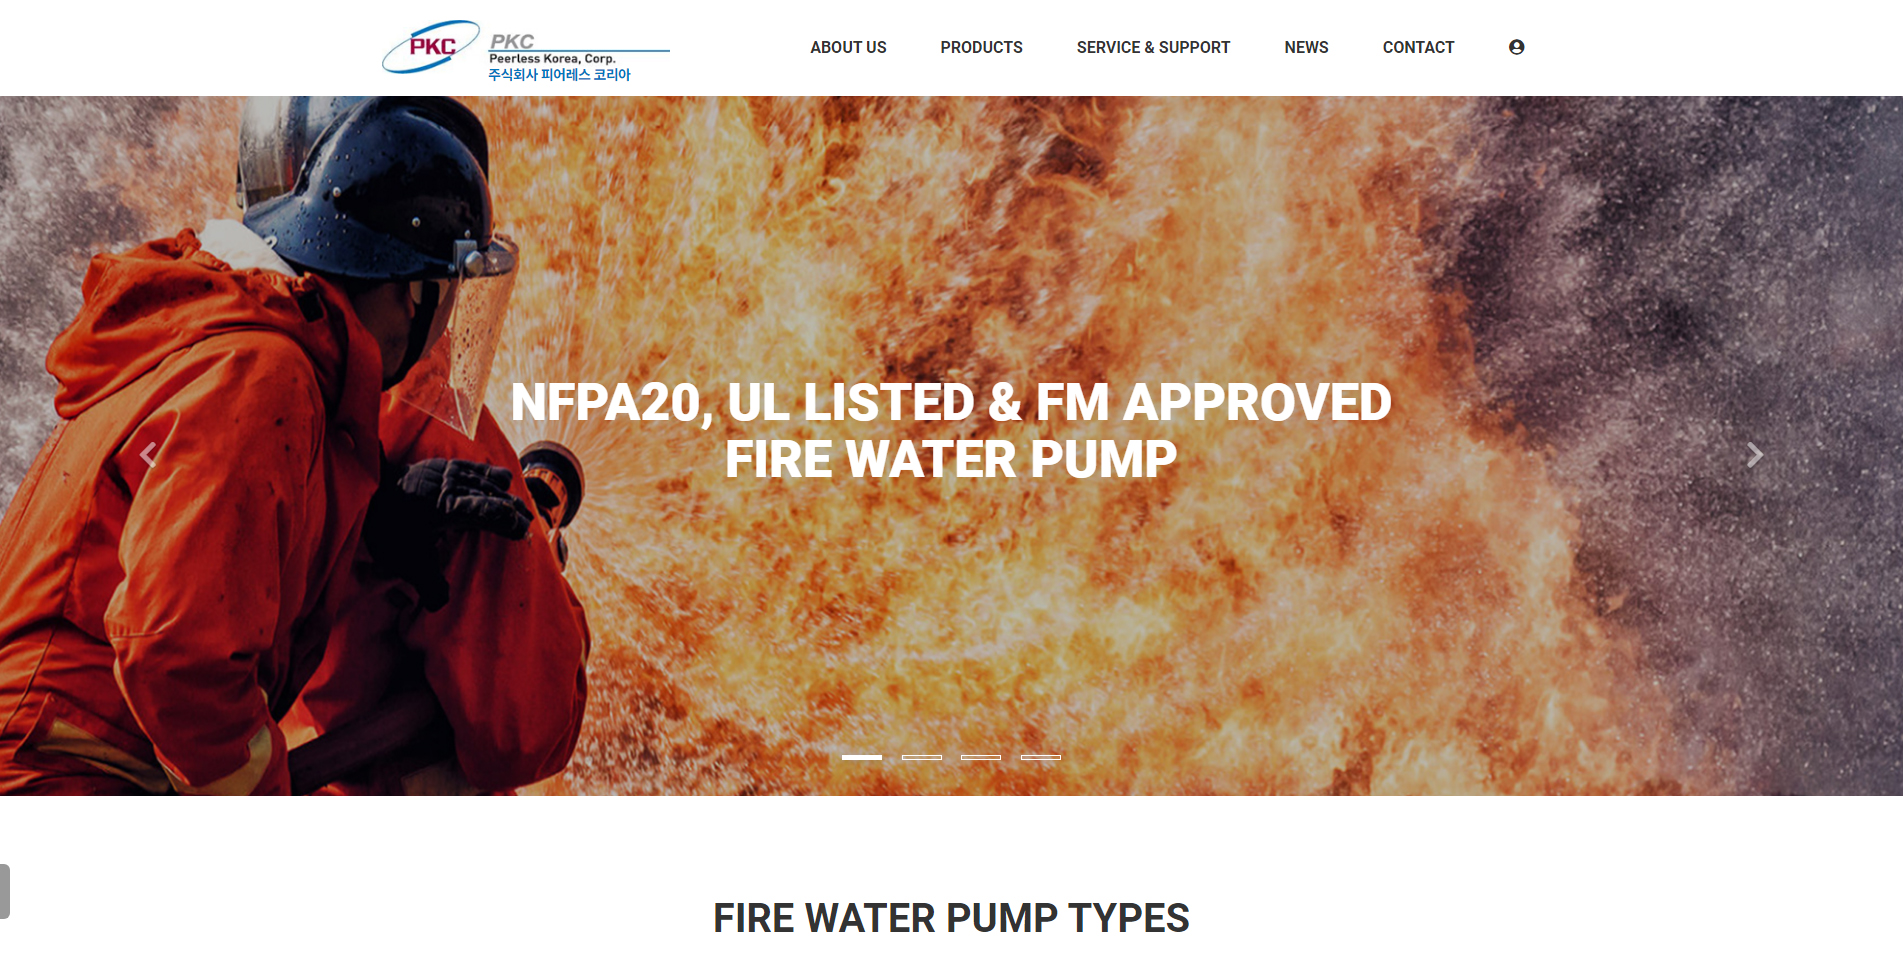 PKC
PKC
Peerless Korea, Corp.
주식회사 피어레스 코리아
ABOUT US
PRODUCTS
SERVICE & SUPPORT
NEWS
CONTACT
NFPA20, UL LISTED & FM APPROVED
FIRE WATER PUMP
FIRE WATER PUMP TYPES